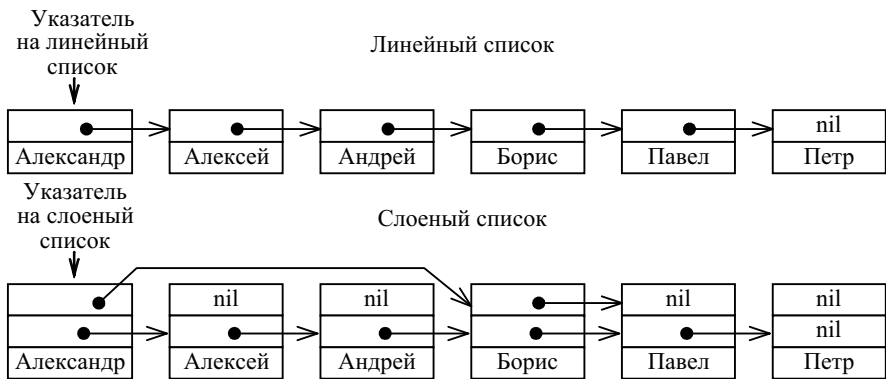 Указатель
на линейный
список
Линейный список
nil
Александр Алексей Андрей Борис Павел Петр
Указатель
на слоеный
список
Слоеный список
nil nil nil nil
nil
Александр Алексей Андрей Борис Павел Петр